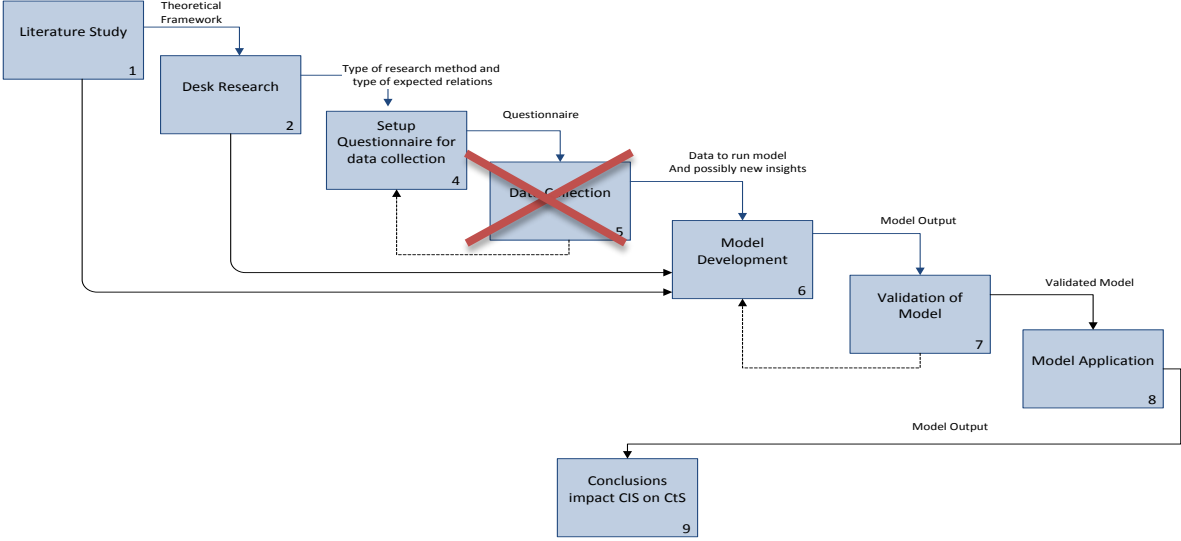 Literature Study
1
Theoretical
Framework
Desk Research
2
Type of research method and
type of expected relations
Setup
Questionnaire for
data collection
4
Questionnaire
Data Collection
5
Data to run model
And possibly new insights
Model
Development
6
Model Output
Validation of
Model
7
Validated Model
Model Application
8
Model Output
Conclusions
impact CIS on CtS
9